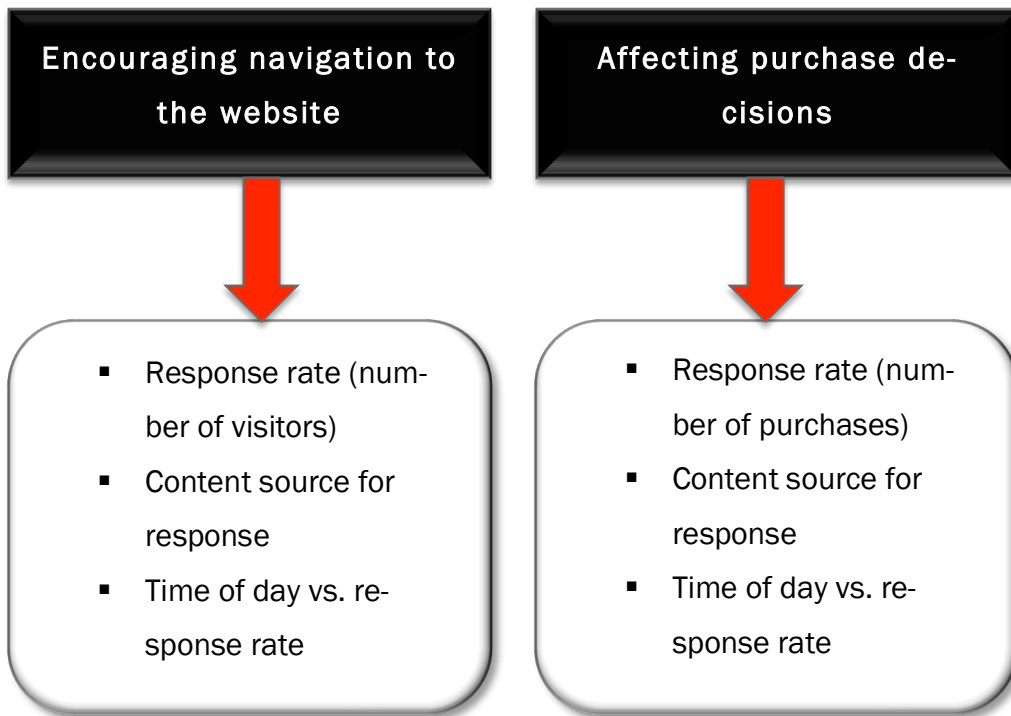 Encouraging navigation to
the website
Affecting purchase de-
cisions
▪ Response rate (num-
ber of visitors)
▪ Content source for
response
▪ Time of day vs. re-
sponse rate
▪ Response rate (num-
ber of purchases)
▪ Content source for
response
▪ Time of day vs. re-
sponse rate